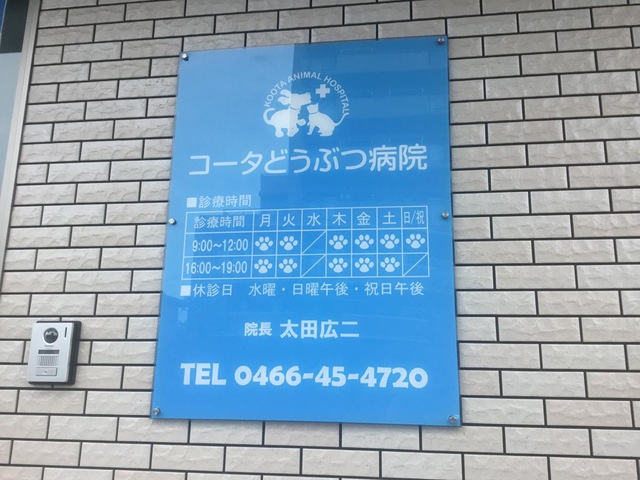 KOOTA ANIMAL HOSPITAL
コータどうぶつ病院
■診療時間
診療時間 月 火 水 木 金 土 日/祝
9:00～12:00 ／
16:00～19:00 ／ ／
■休診日 水曜・日曜午後・祝日午後
院長 太田広二
TEL 0466-45-4720